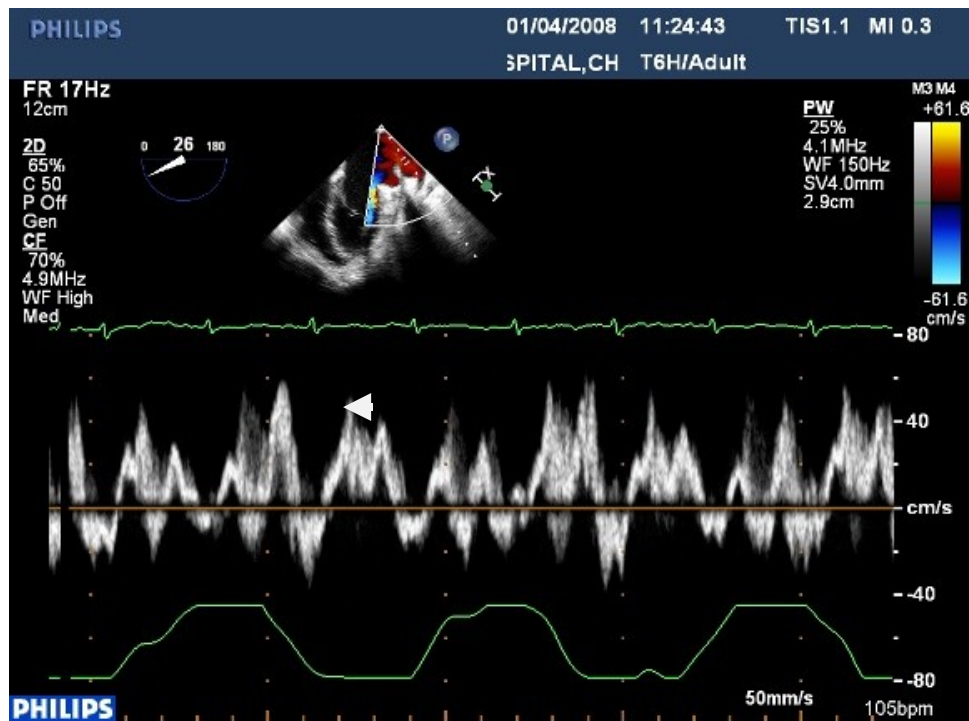 PHILIPS
01/04/2008 11:24:43 TIS1.1 MI 0.3
SPITAL,CH T6H/Adult
FR 17Hz
12cm
2D
65%
C 50
P Off
Gen
CF
70%
4.9MHz
WF High
Med
0 26 180
P
PW
25%
4.1MHz
WF 150Hz
SV4.0mm
2.9cm
M3 M4
+61.6
-61.6
cm/s
80
40
cm/s
-40
-80
50mm/s
105bpm
PHILIPS